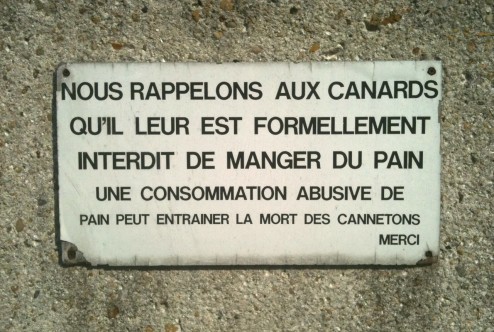 NOUS RAPPELONS AUX CANARDS
QU'IL LEUR EST FORMELLEMENT
INTERDIT DE MANGER DU PAIN
UNE CONSOMMATION ABUSIVE DE
PAIN PEUT ENTRAINER LA MORT DES CANNETONS
MERCI